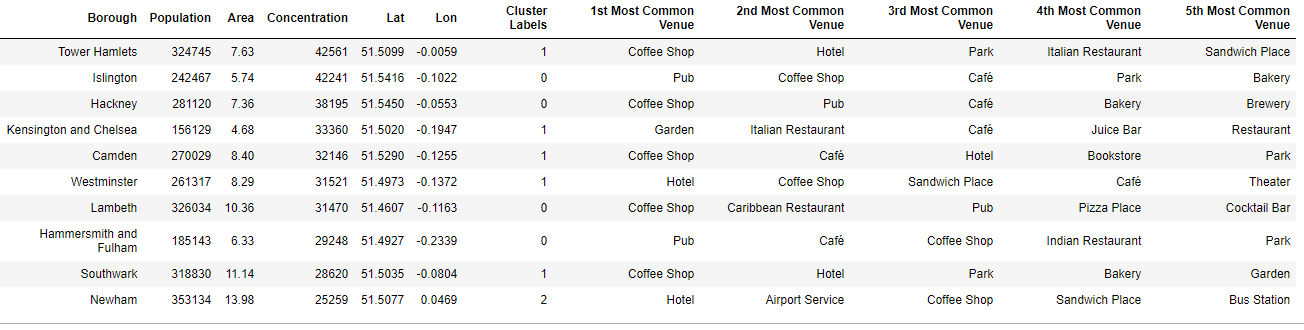 Borough Population Area Concentration Lat Lon Cluster Labels 1st Most Common Venue 2nd Most Common Venue 3rd Most Common Venue 4th Most Common Venue 5th Most Common Venue
Tower Hamlets 324745 7.63 42561 51.5099 -0.0059 1 Coffee Shop Hotel Park Italian Restaurant Sandwich Place
Islington 242467 5.74 42241 51.5416 -0.1022 0 Pub Coffee Shop Café Park Bakery
Hackney 281120 7.36 38195 51.5450 -0.0553 0 Coffee Shop Pub Café Bakery Brewery
Kensington and Chelsea 156129 4.68 33360 51.5020 -0.1947 1 Garden Italian Restaurant Café Juice Bar Restaurant
Camden 270029 8.40 32146 51.5290 -0.1255 1 Coffee Shop Café Hotel Bookstore Park
Westminster 261317 8.29 31521 51.4973 -0.1372 1 Hotel Coffee Shop Sandwich Place Café Theater
Lambeth 326034 10.36 31470 51.4607 -0.1163 0 Coffee Shop Caribbean Restaurant Pub Pizza Place Cocktail Bar
Hammersmith and Fulham 185143 6.33 29248 51.4927 -0.2339 0 Pub Café Coffee Shop Indian Restaurant Park
Southwark 318830 11.14 28620 51.5035 -0.0804 1 Coffee Shop Hotel Park Bakery Garden
Newham 353134 13.98 25259 51.5077 0.0469 2 Hotel Airport Service Coffee Shop Sandwich Place Bus Station